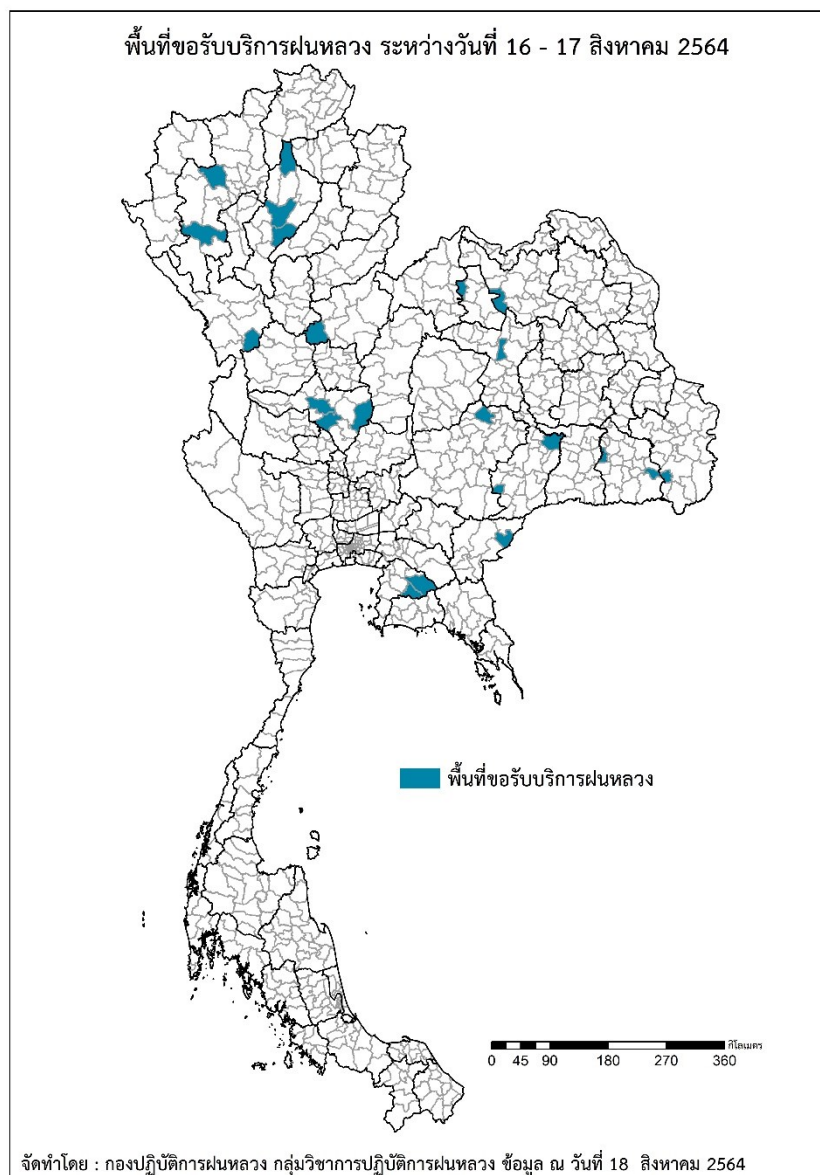 พื้นที่ขอรับบริการฝนหลวง ระหว่างวันที่ 16 - 17 สิงหาคม 2564
พื้นที่ขอรับบริการฝนหลวง
กิโลเมตร
0 45 90 180 270 360
จัดทำโดย : กองปฏิบัติการฝนหลวง กลุ่มวิชาการปฏิบัติการฝนหลวง ข้อมูล ณ วันที่ 18 สิงหาคม 2564